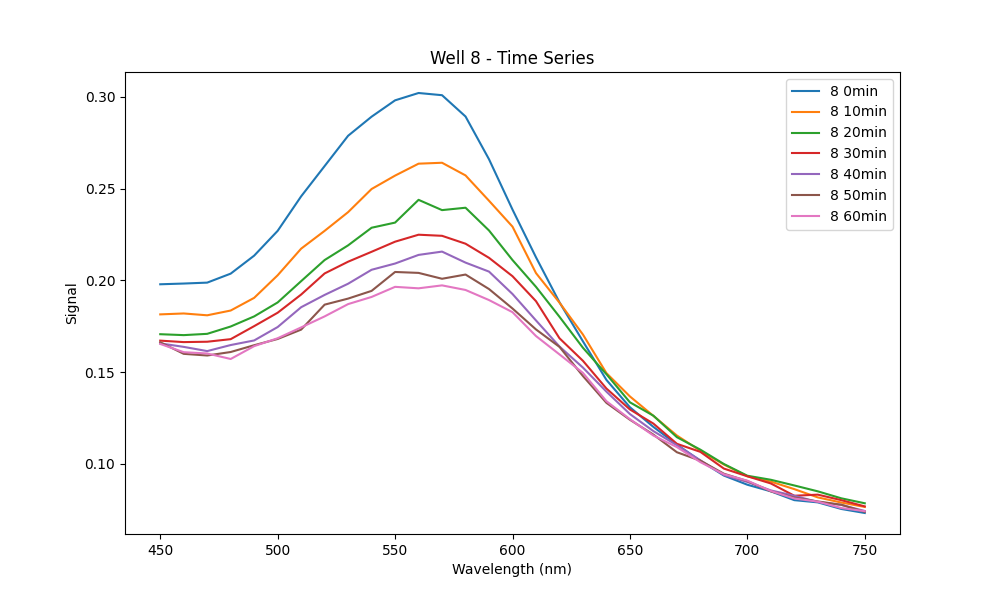 Well 8 - Time Series
Signal
0.30
0.25
0.20
0.15
0.10
450 500 550 600 650 700 750
Wavelength (nm)
8 0min
8 10min
8 20min
8 30min
8 40min
8 50min
8 60min